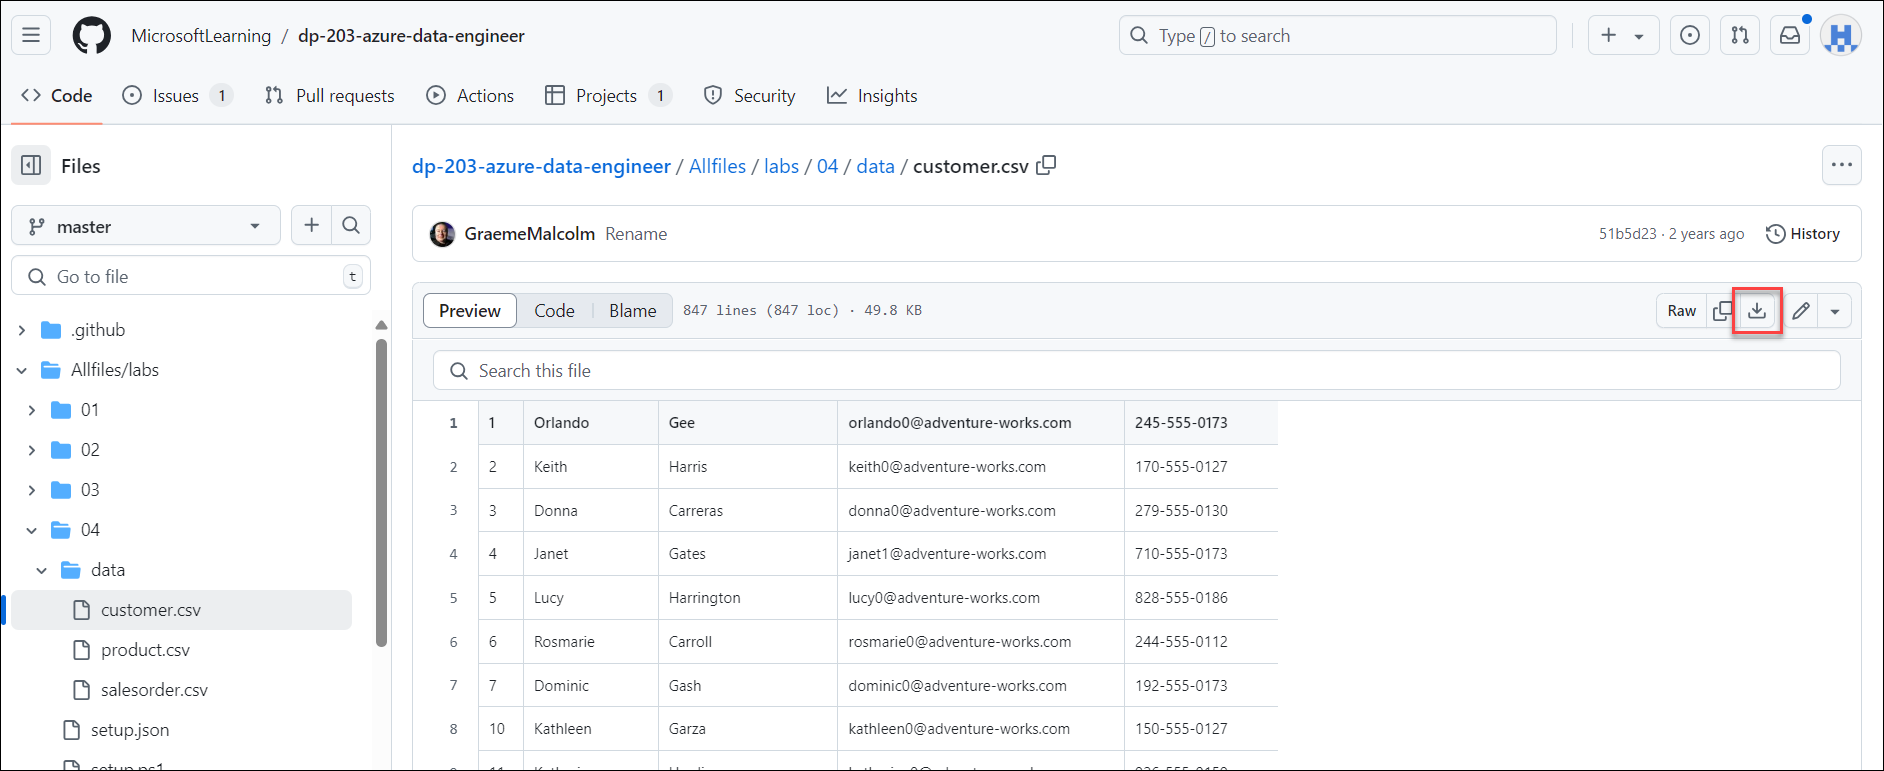 MicrosoftLearning / dp-203-azure-data-engineer
Type / to search
Code Issues 1 Pull requests Actions Projects 1 Security Insights
Files
master
Go to file t
.github
Allfiles/labs
01
02
03
04
data
customer.csv
product.csv
salesorder.csv
setup.json
setup.ps1
dp-203-azure-data-engineer / Allfiles / labs / 04 / data / customer.csv
GraemeMalcolm Rename 51b5d23 · 2 years ago History
Preview Code Blame 847 lines (847 loc) · 49.8 KB Raw
Search this file
1 1 Orlando Gee orlando0@adventure-works.com 245-555-0173
2 2 Keith Harris keith0@adventure-works.com 170-555-0127
3 3 Donna Carreras donna0@adventure-works.com 279-555-0130
4 4 Janet Gates janet1@adventure-works.com 710-555-0173
5 5 Lucy Harrington lucy0@adventure-works.com 828-555-0186
6 6 Rosmarie Carroll rosmarie0@adventure-works.com 244-555-0112
7 7 Dominic Gash dominic0@adventure-works.com 192-555-0173
8 10 Kathleen Garza kathleen0@adventure-works.com 150-555-0127